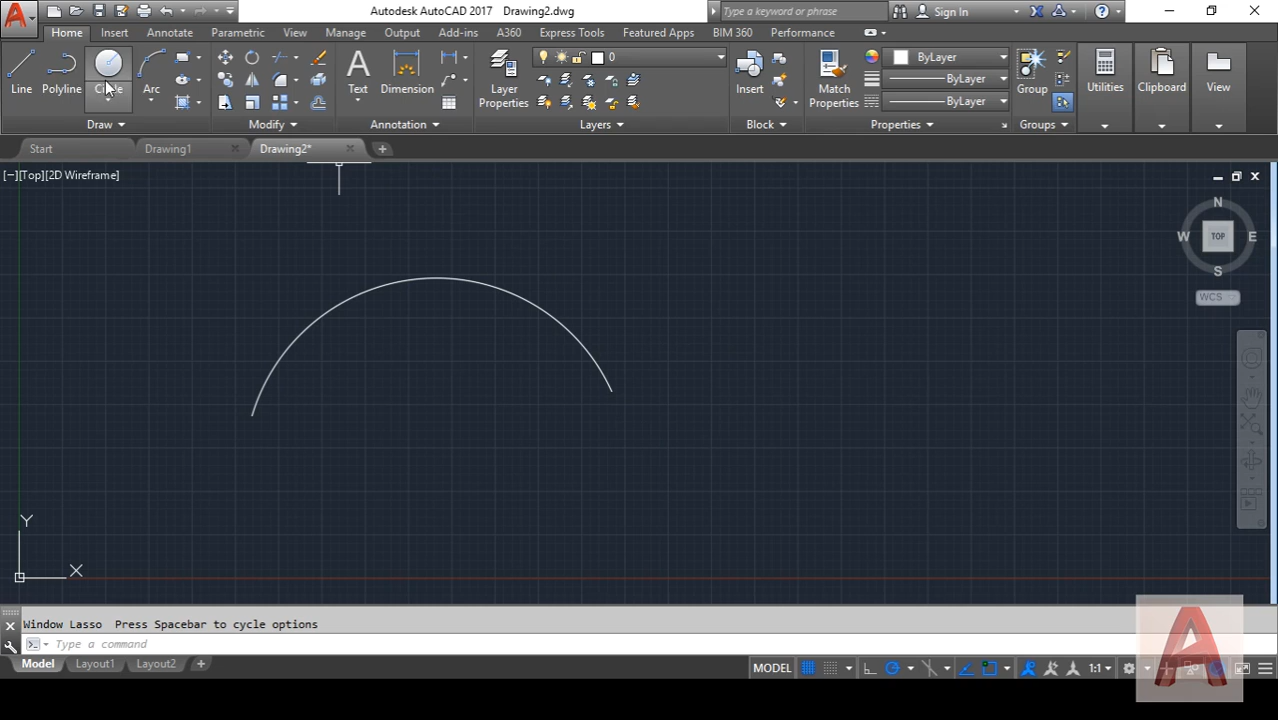 Autodesk AutoCAD 2017 Drawing2.dwg
Type a keyword or phrase
Sign In
Home Insert Annotate Parametric View Manage Output Add-ins A360 Express Tools Featured Apps BIM 360 Performance
Line Polyline Circle Arc
Text Dimension
Layer Properties
0
Insert
Match Properties
ByLayer
ByLayer
ByLayer
Group
Utilities
Clipboard
View
Draw Modify Annotation Layers Block Properties Groups
Start Drawing1 Drawing2*
[−][Top][2D Wireframe]
N
W TOP E
S
WCS
Y
X
Window Lasso Press Spacebar to cycle options
Type a command
Model Layout1 Layout2
MODEL 1:1